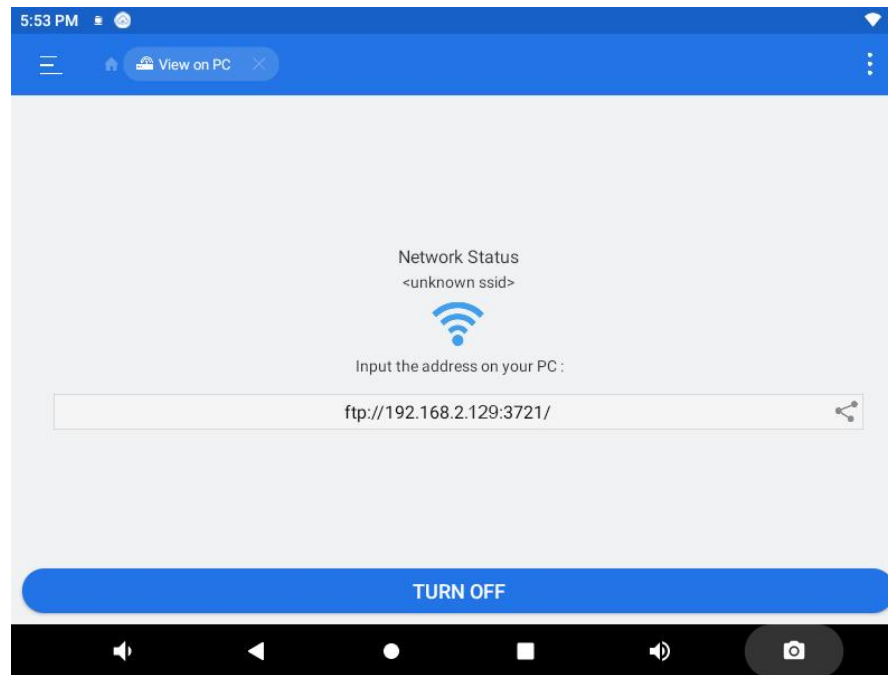 5:53 PM
View on PC
Network Status
<unknown ssid>
Input the address on your PC :
ftp://192.168.2.129:3721/
TURN OFF